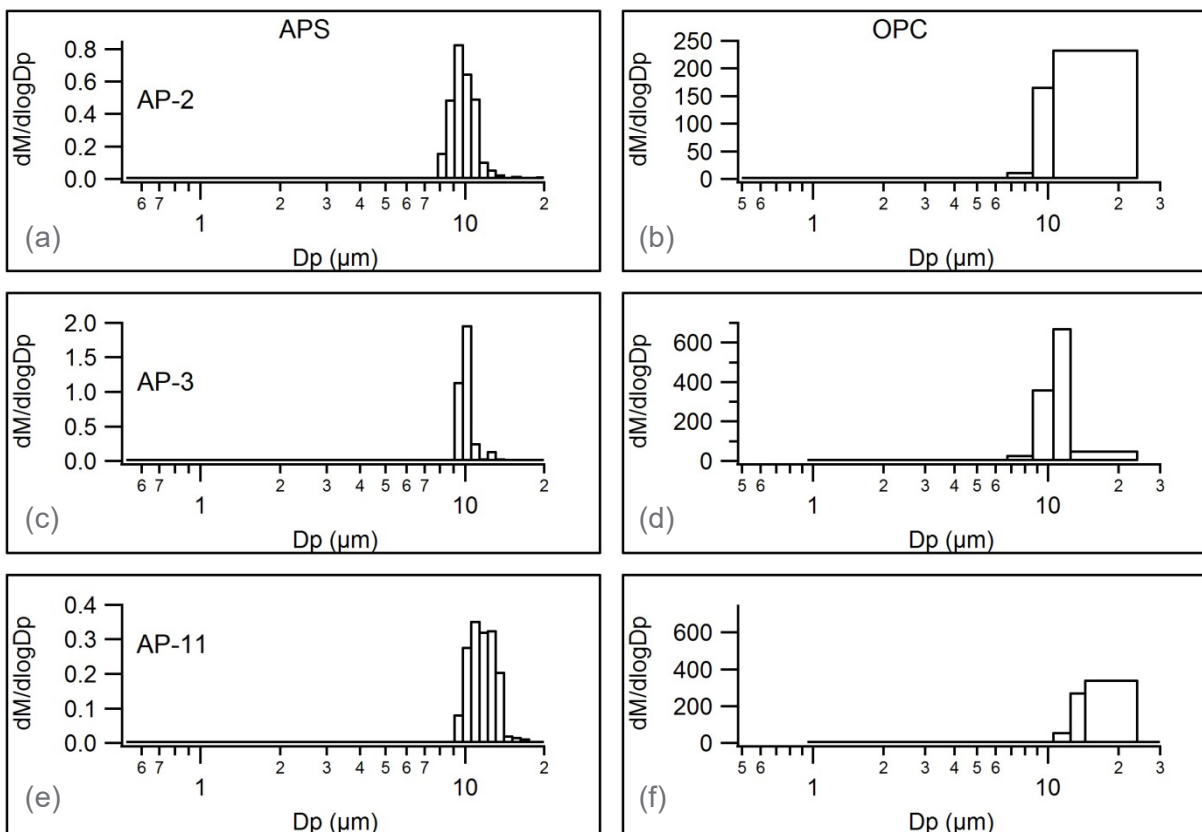 APS
0.8
0.6
0.4
0.2
0.0
dM/dlogDp
AP-2
6 7 2 3 4 5 6 7 2
1 10
(a)
Dp (µm)
OPC
250
200
150
100
50
0
dM/dlogDp
5 6 2 3 4 5 6 2 3
1 10
(b)
Dp (µm)
2.0
1.5
1.0
0.5
0.0
dM/dlogDp
AP-3
6 7 2 3 4 5 6 7 2
1 10
(c)
Dp (µm)
600
400
200
0
dM/dlogDp
5 6 2 3 4 5 6 2 3
1 10
(d)
Dp (µm)
0.4
0.3
0.2
0.1
0.0
dM/dlogDp
AP-11
6 7 2 3 4 5 6 7 2
1 10
(e)
Dp (µm)
600
400
200
0
dM/dlogDp
5 6 2 3 4 5 6 2 3
1 10
(f)
Dp (µm)